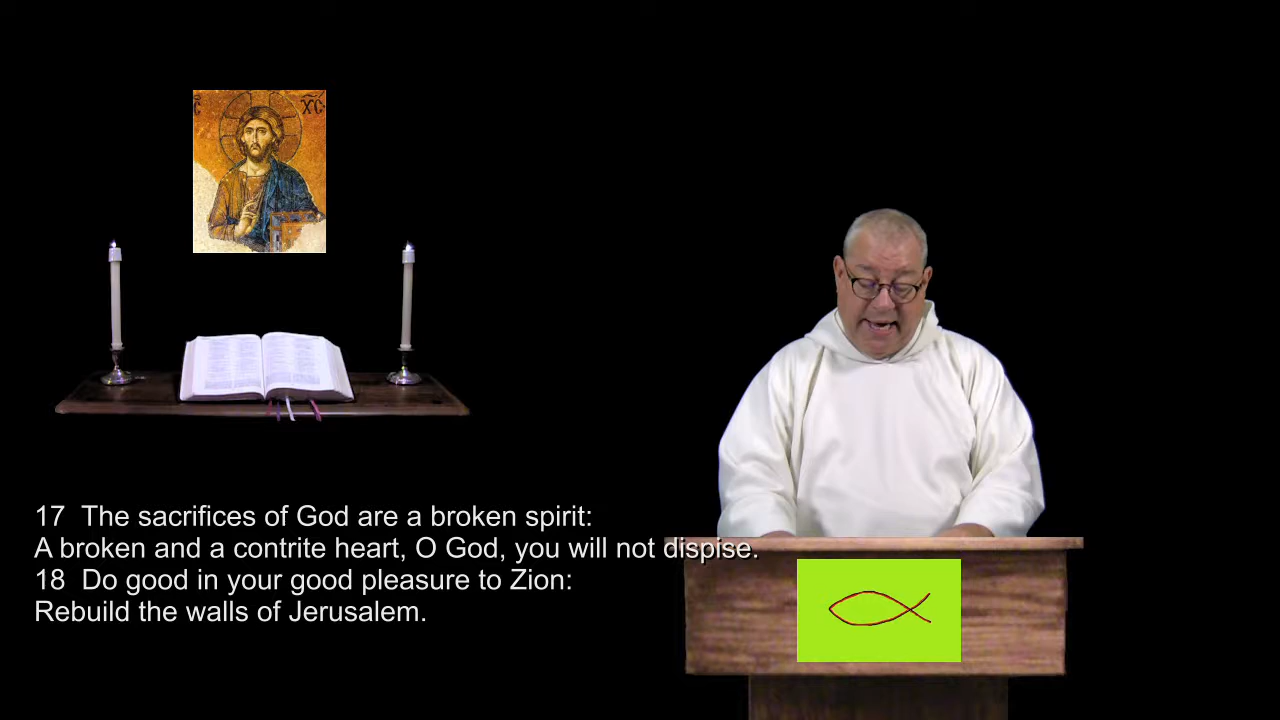 ΧC
17 The sacrifices of God are a broken spirit:
A broken and a contrite heart, O God, you will not dispise.
18 Do good in your good pleasure to Zion:
Rebuild the walls of Jerusalem.